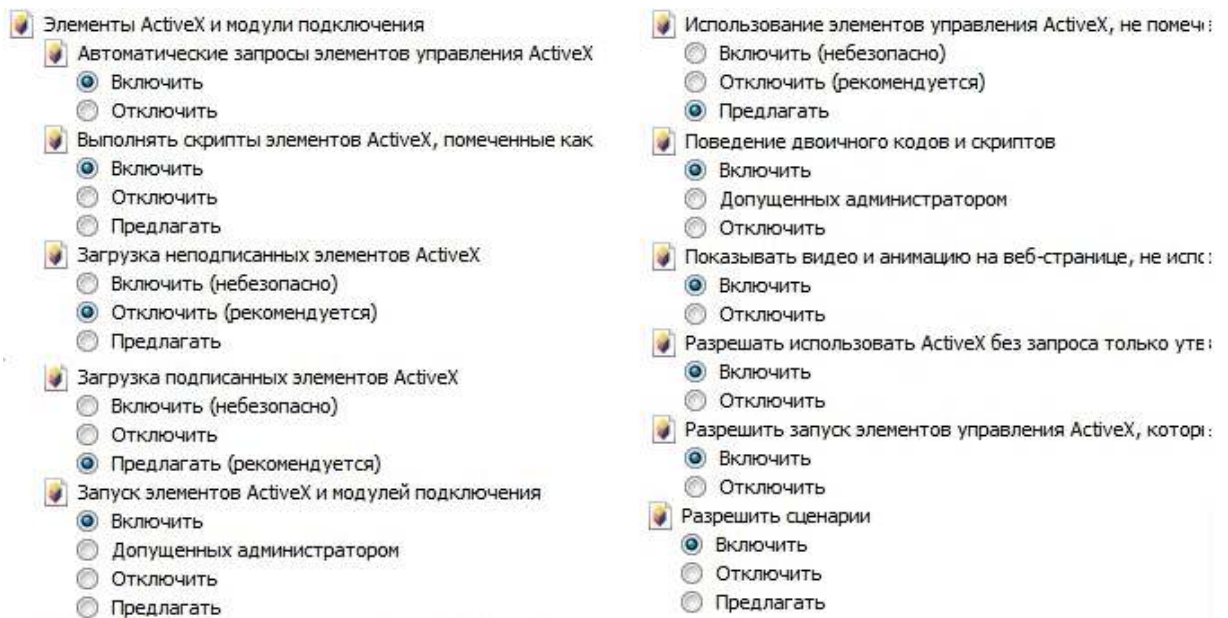 Элементы ActiveX и модули подключения
Автоматические запросы элементов управления ActiveX
Включить
Отключить
Выполнять скрипты элементов ActiveX, помеченные как
Включить
Отключить
Предлагать
Загрузка неподписанных элементов ActiveX
Включить (небезопасно)
Отключить (рекомендуется)
Предлагать
Загрузка подписанных элементов ActiveX
Включить (небезопасно)
Отключить
Предлагать (рекомендуется)
Запуск элементов ActiveX и модулей подключения
Включить
Допущенных администратором
Отключить
Предлагать
Использование элементов управления ActiveX, не помеч
Включить (небезопасно)
Отключить (рекомендуется)
Предлагать
Поведение двоичного кодов и скриптов
Включить
Допущенных администратором
Отключить
Показывать видео и анимацию на веб-странице, не испо
Включить
Отключить
Разрешать использовать ActiveX без запроса только утв
Включить
Отключить
Разрешить запуск элементов управления ActiveX, котор
Включить
Отключить
Разрешить сценарии
Включить
Отключить
Предлагать